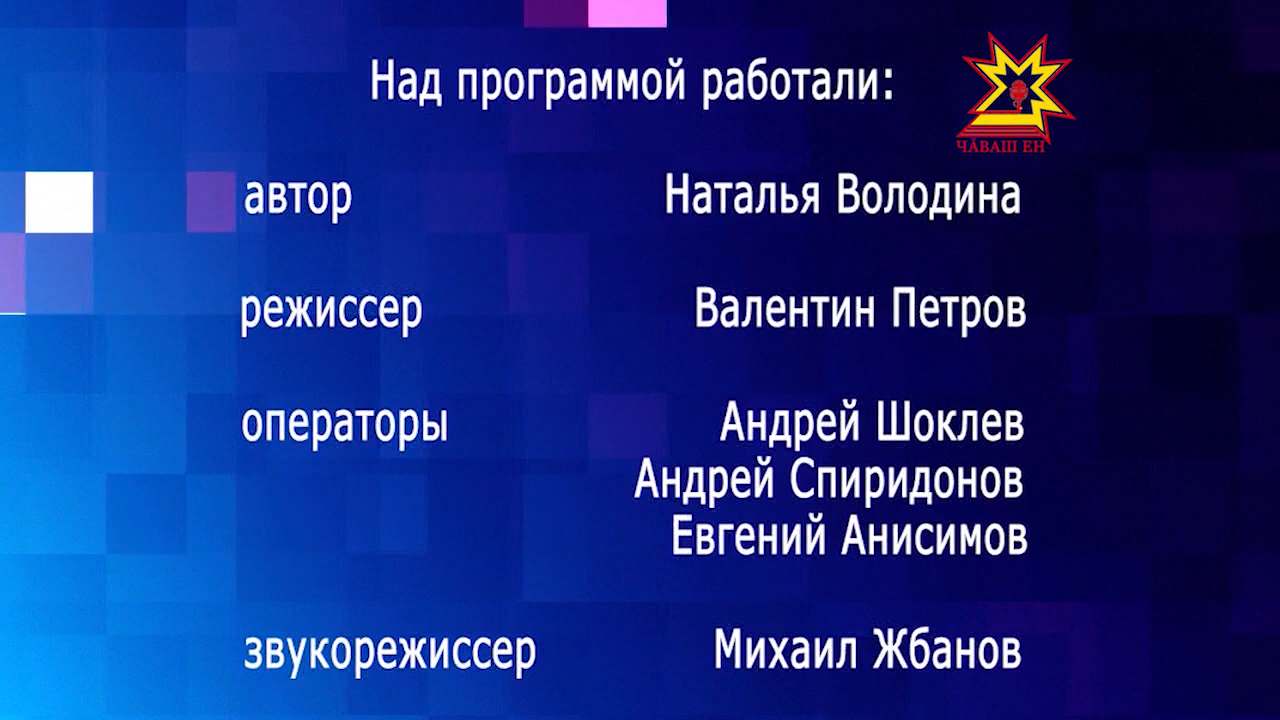 Над программой работали:
ЧĂВАШ ЕН
автор Наталья Володина
режиссер Валентин Петров
операторы Андрей Шоклев
Андрей Спиридонов
Евгений Анисимов
звукорежиссер Михаил Жбанов